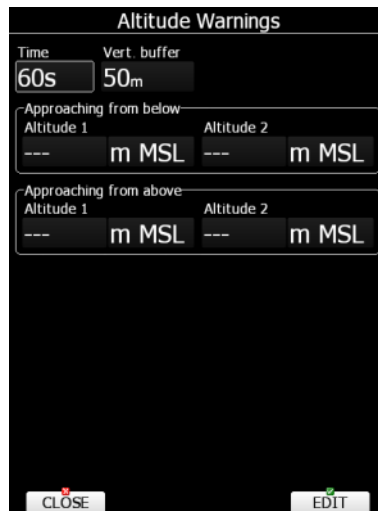 Altitude Warnings
Time Vert. buffer
60s 50m
Approaching from below
Altitude 1 Altitude 2
--- m MSL --- m MSL
Approaching from above
Altitude 1 Altitude 2
--- m MSL --- m MSL
CLOSE EDIT